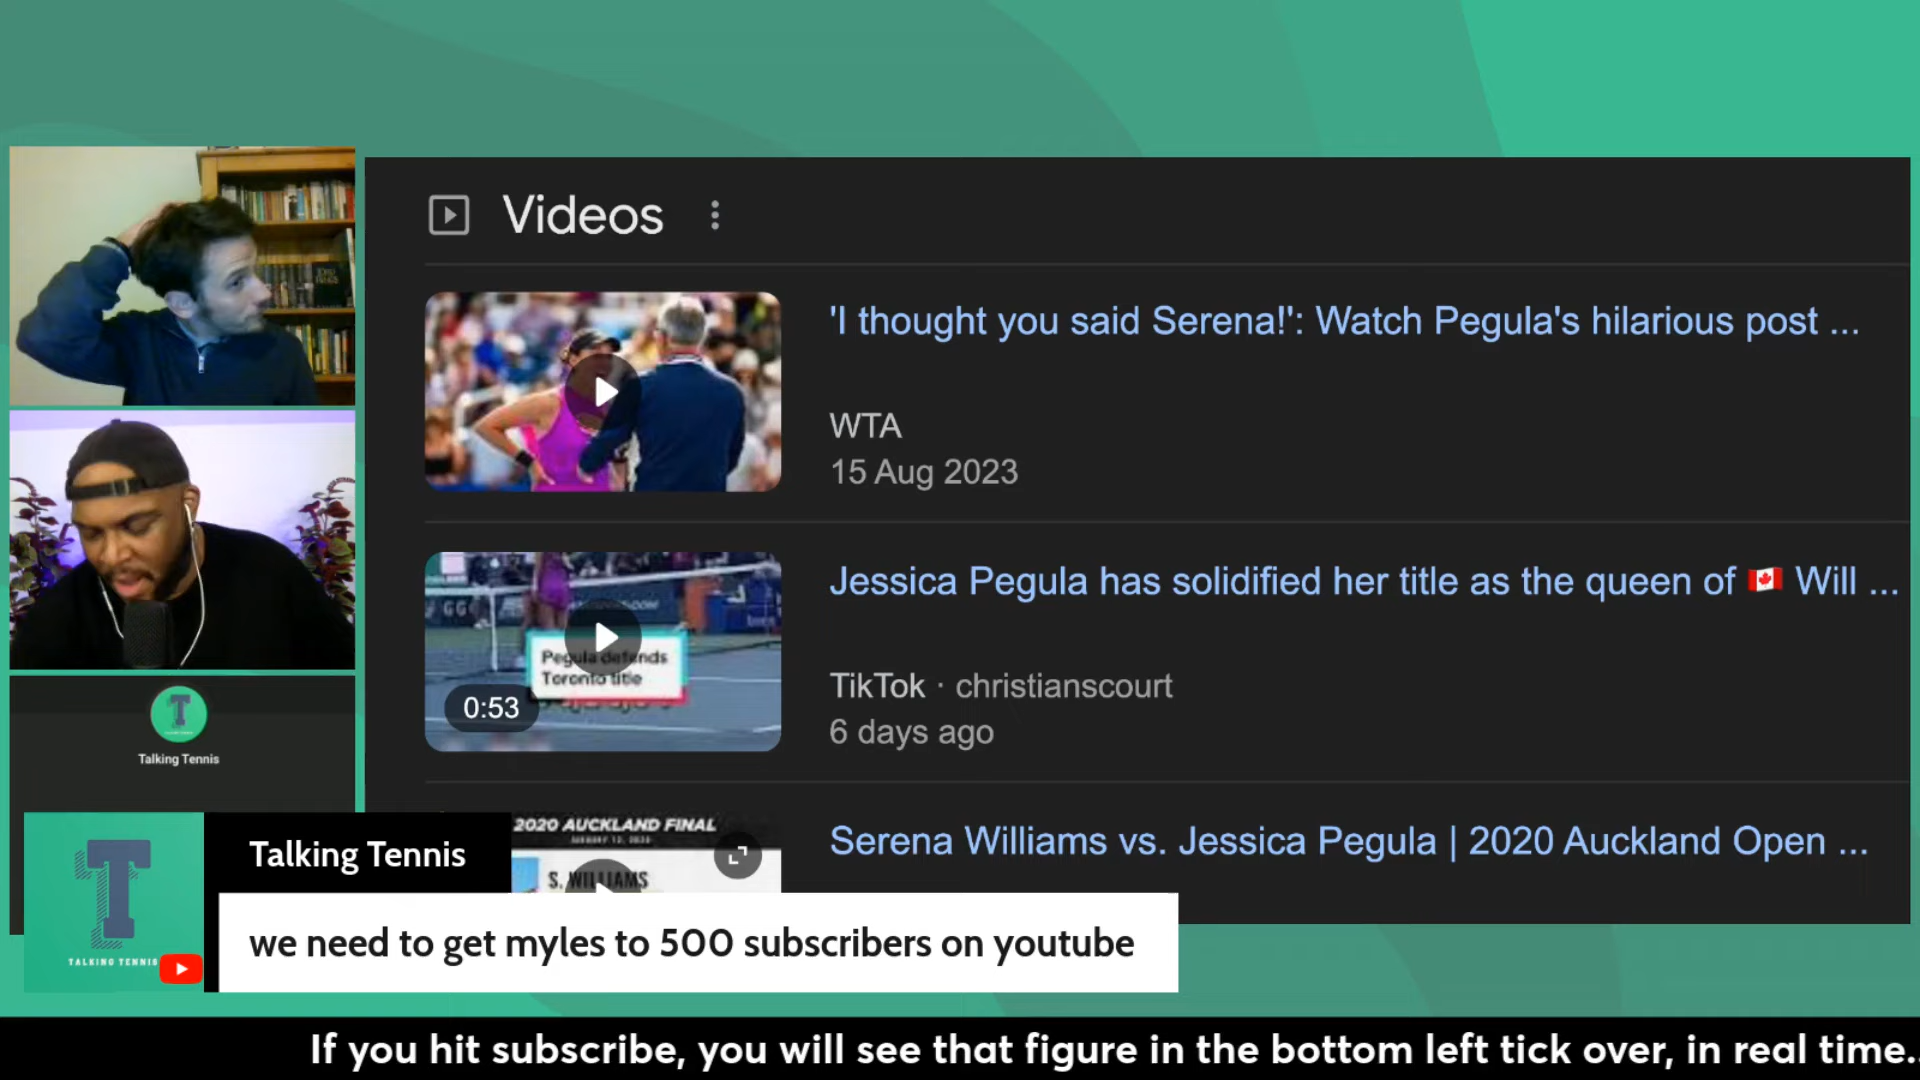 Videos
'I thought you said Serena!': Watch Pegula's hilarious post ...
WTA
15 Aug 2023
Pegula defends
Toronto title
0:53
Jessica Pegula has solidified her title as the queen of 🇨🇦 Will ...
TikTok · christianscourt
6 days ago
T
Talking Tennis
2020 AUCKLAND FINAL
S. WILLIAMS
Serena Williams vs. Jessica Pegula | 2020 Auckland Open ...
T
TALKING TENNIS
Talking Tennis
we need to get myles to 500 subscribers on youtube
If you hit subscribe, you will see that figure in the bottom left tick over, in real time..